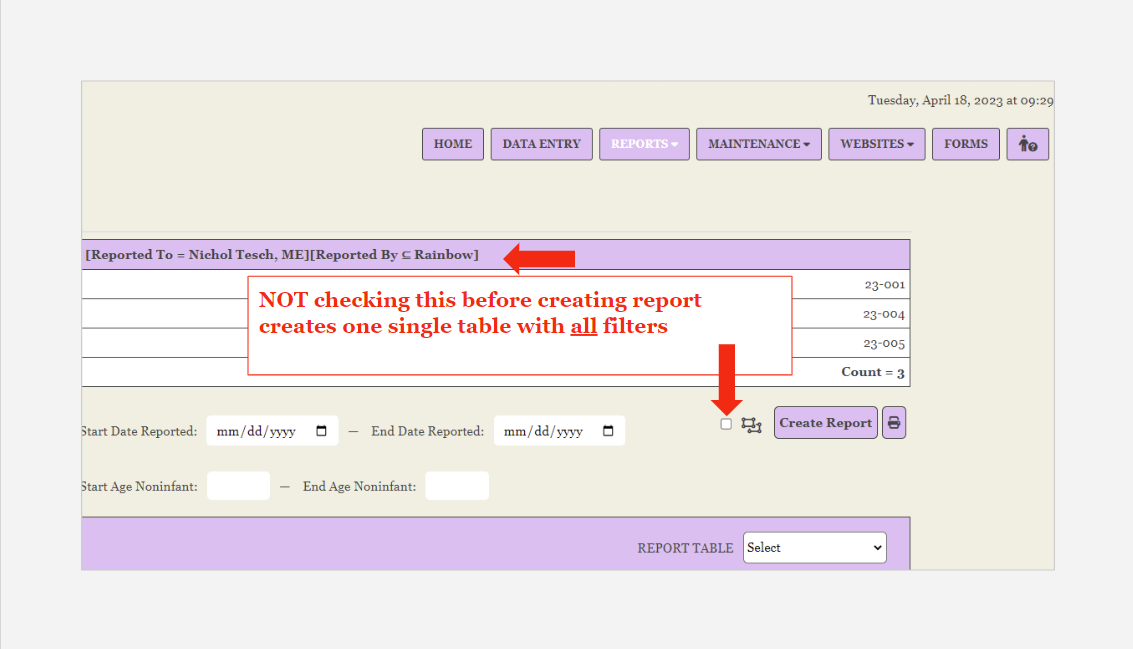 Tuesday, April 18, 2023 at 09:29
HOME DATA ENTRY REPORTS MAINTENANCE WEBSITES FORMS
[Reported To = Nichol Tesch, ME][Reported By ⊆ Rainbow]
23-001
NOT checking this before creating report
creates one single table with all filters
23-004
23-005
Count = 3
Start Date Reported: mm/dd/yyyy — End Date Reported: mm/dd/yyyy Create Report
Start Age Noninfant: — End Age Noninfant:
REPORT TABLE Select